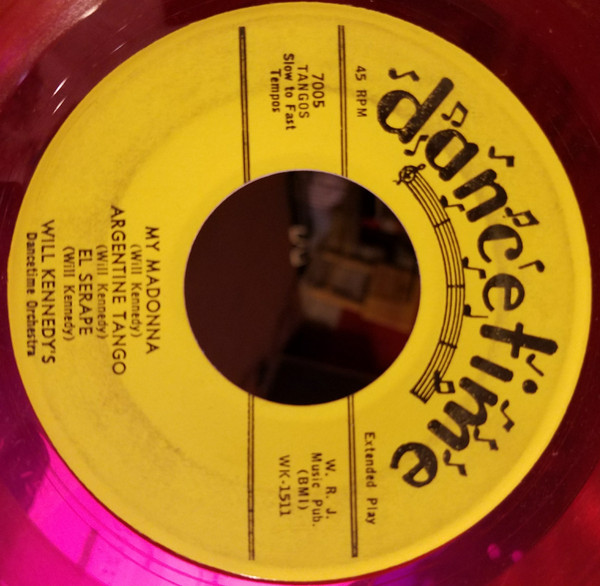 dancetime
45 RPM
Extended Play
7005
TANGOS
Slow to Fast
Tempos
W. R. J.
Music Pub.
(BMI)
WK-1511
MY MADONNA
(Will Kennedy)
ARGENTINE TANGO
(Will Kennedy)
EL SERAPE
(Will Kennedy)
WILL KENNEDY'S
Dancetime Orchestra